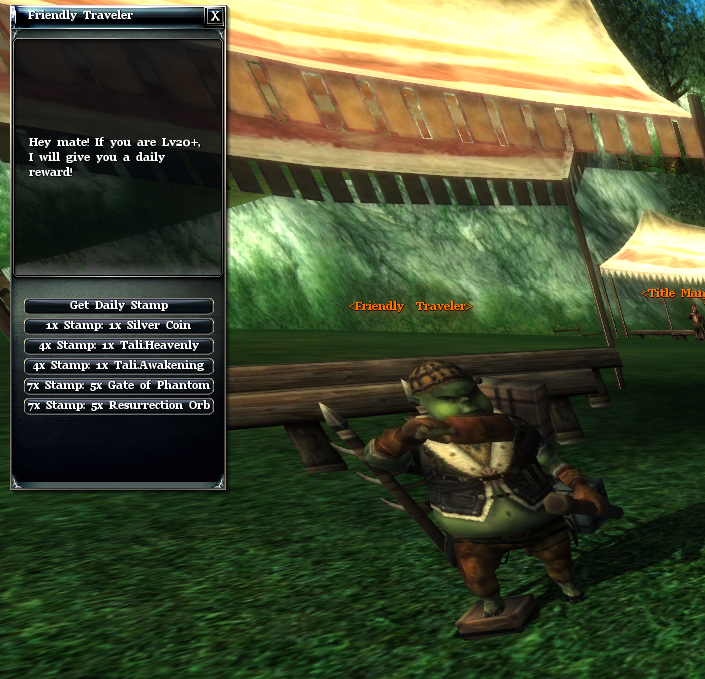 Friendly Traveler
X
Hey mate! If you are Lv20+,
I will give you a daily
reward!
Get Daily Stamp
1x Stamp: 1x Silver Coin
4x Stamp: 1x Tali.Heavenly
4x Stamp: 1x Tali.Awakening
7x Stamp: 5x Gate of Phantom
7x Stamp: 5x Resurrection Orb
<Friendly Traveler>
<Title Man